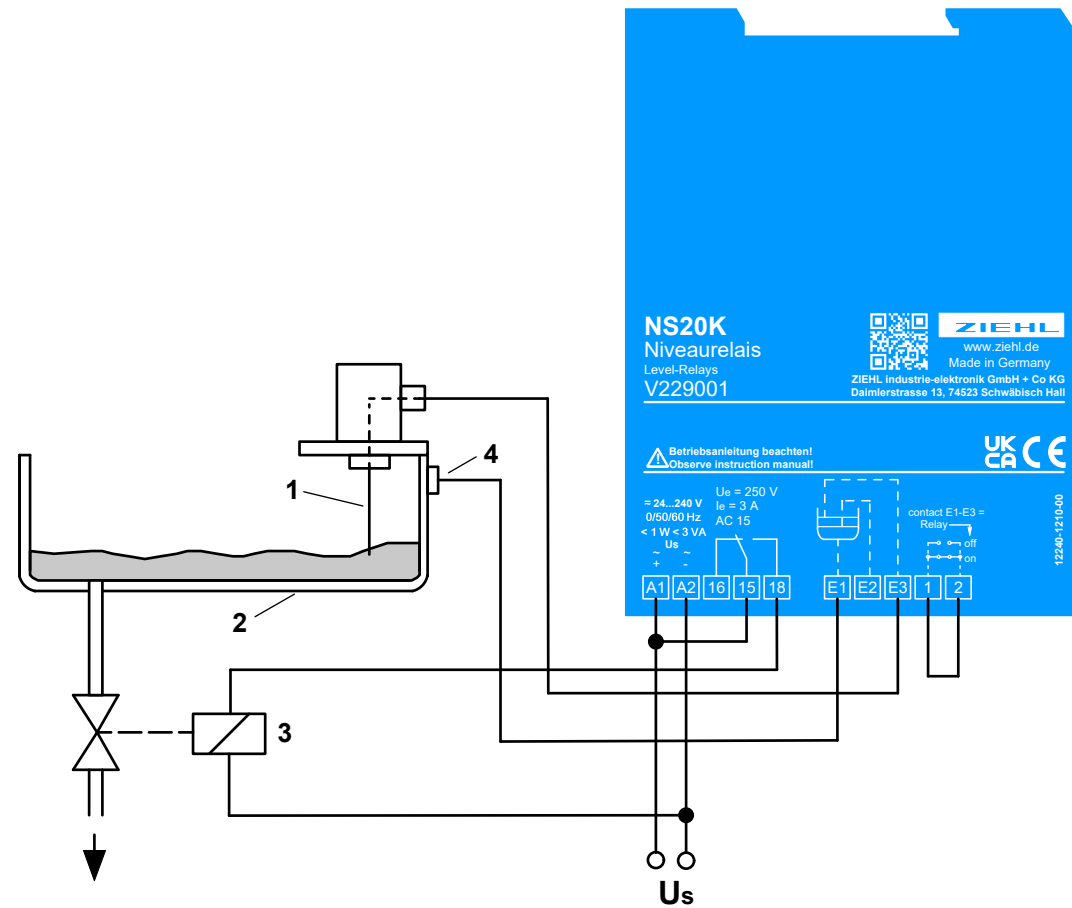 NS20K
Niveaurelais
Level-Relays
V229001
ZIEHL
www.ziehl.de
Made in Germany
ZIEHL industrie-elektronik GmbH + Co KG
Daimlerstrasse 13, 74523 Schwäbisch Hall
Betriebsanleitung beachten!
Observe instruction manual!
UK
CA
CE
≂ 24...240 V
0/50/60 Hz
< 1 W < 3 VA
Us
~ ~
+ -
Ue = 250 V
Ie = 3 A
AC 15
contact E1-E3 =
Relay
off
on
12240-1210-00
A1 A2 16 15 18 E1 E2 E3 1 2
1
2
3
4
Us